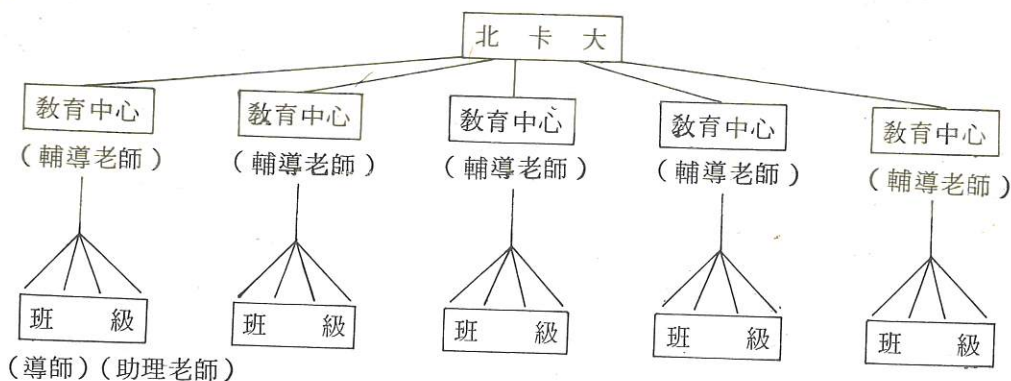 北卡大
教育中心 教育中心 教育中心 教育中心 教育中心
(輔導老師) (輔導老師) (輔導老師) (輔導老師) (輔導老師)
班級 班級 班級 班級 班級
(導師)(助理老師)